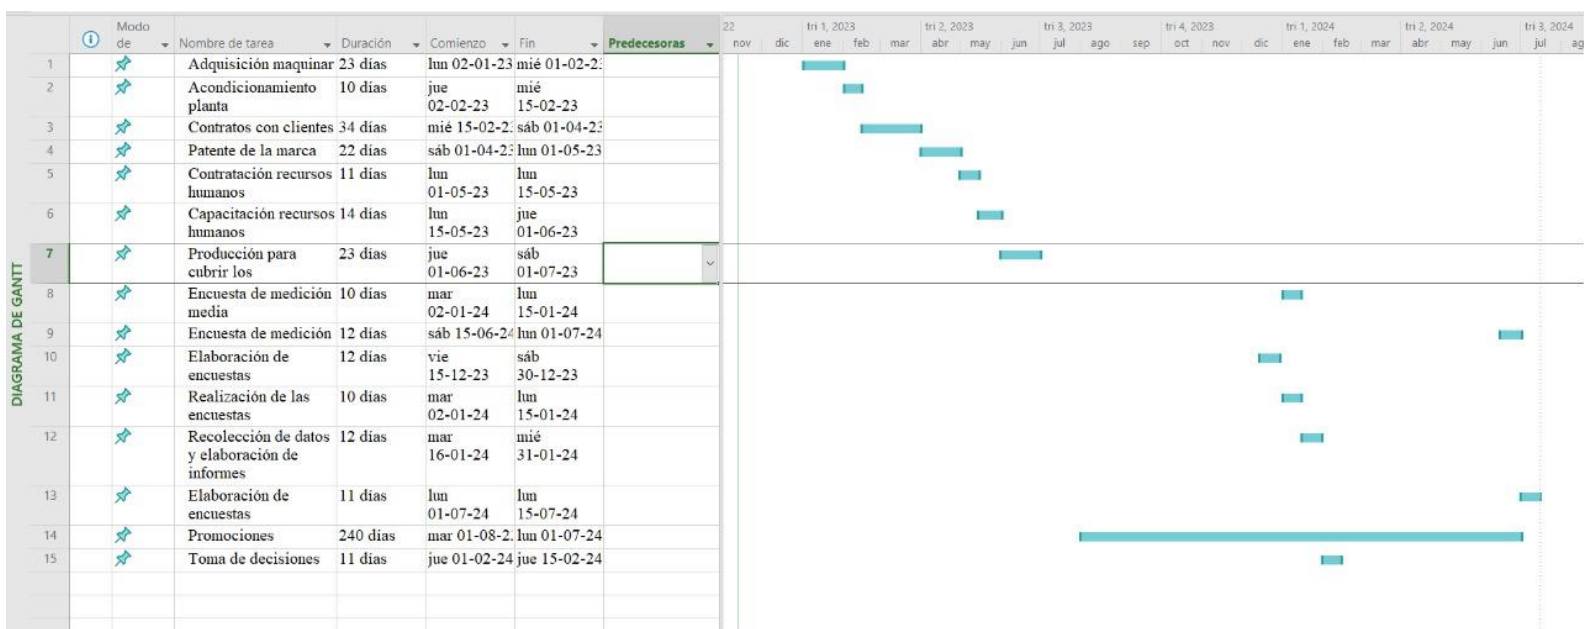 DIAGRAMA DE GANTT
Modo de
Nombre de tarea
Duración
Comienzo
Fin
Predecesoras
22
tri 1, 2023
tri 2, 2023
tri 3, 2023
tri 4, 2023
tri 1, 2024
tri 2, 2024
tri 3, 2024
nov dic ene feb mar abr may jun jul ago sep oct nov dic ene feb mar abr may jun jul ag
1 Adquisición maquinar 23 días lun 02-01-23 mié 01-02-2
2 Acondicionamiento 10 días jue mié
planta 02-02-23 15-02-23
3 Contratos con clientes 34 días mié 15-02-2 sáb 01-04-23
4 Patente de la marca 22 días sáb 01-04-23 lun 01-05-23
5 Contratación recursos 11 días lun lun
humanos 01-05-23 15-05-23
6 Capacitación recursos 14 días lun jue
humanos 15-05-23 01-06-23
7 Producción para 23 días jue sáb
cubrir los 01-06-23 01-07-23
8 Encuesta de medición 10 días mar lun
media 02-01-24 15-01-24
9 Encuesta de medición 12 días sáb 15-06-24 lun 01-07-24
10 Elaboración de 12 días vie sáb
encuestas 15-12-23 30-12-23
11 Realización de las 10 días mar lun
encuestas 02-01-24 15-01-24
12 Recolección de datos 12 días mar mié
y elaboración de 16-01-24 31-01-24
informes
13 Elaboración de 11 días lun lun
encuestas 01-07-24 15-07-24
14 Promociones 240 días mar 01-08-2 lun 01-07-24
15 Toma de decisiones 11 días jue 01-02-24 jue 15-02-24